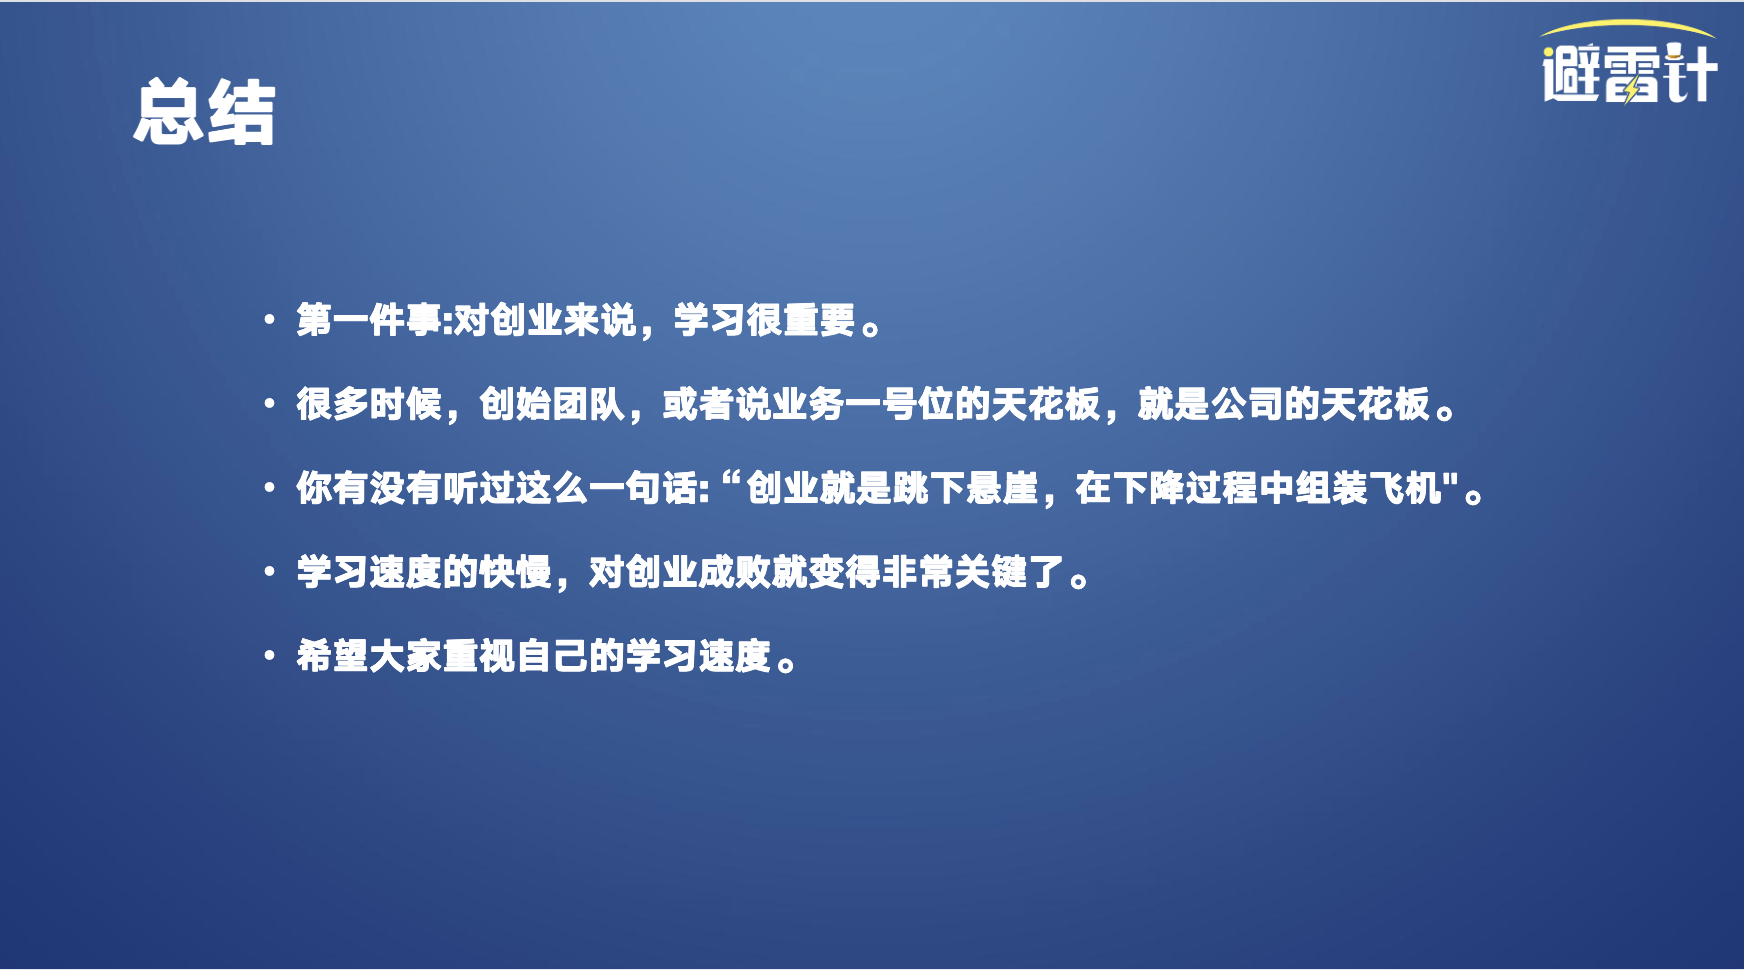 避雷计
总结
• 第一件事:对创业来说，学习很重要。
• 很多时候，创始团队，或者说业务一号位的天花板，就是公司的天花板。
• 你有没有听过这么一句话:“创业就是跳下悬崖，在下降过程中组装飞机"。
• 学习速度的快慢，对创业成败就变得非常关键了。
• 希望大家重视自己的学习速度。